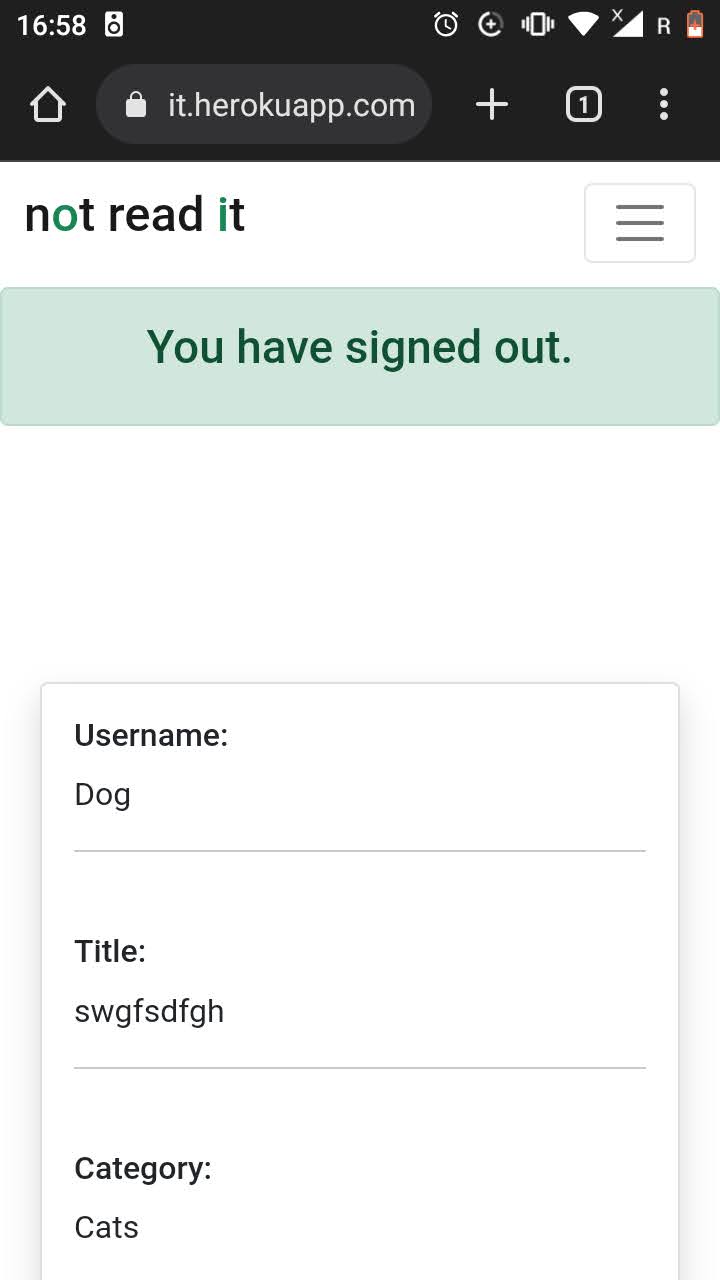 16:58
R
it.herokuapp.com
1
not read it
You have signed out.
Username:
Dog
Title:
swgfsdfgh
Category:
Cats